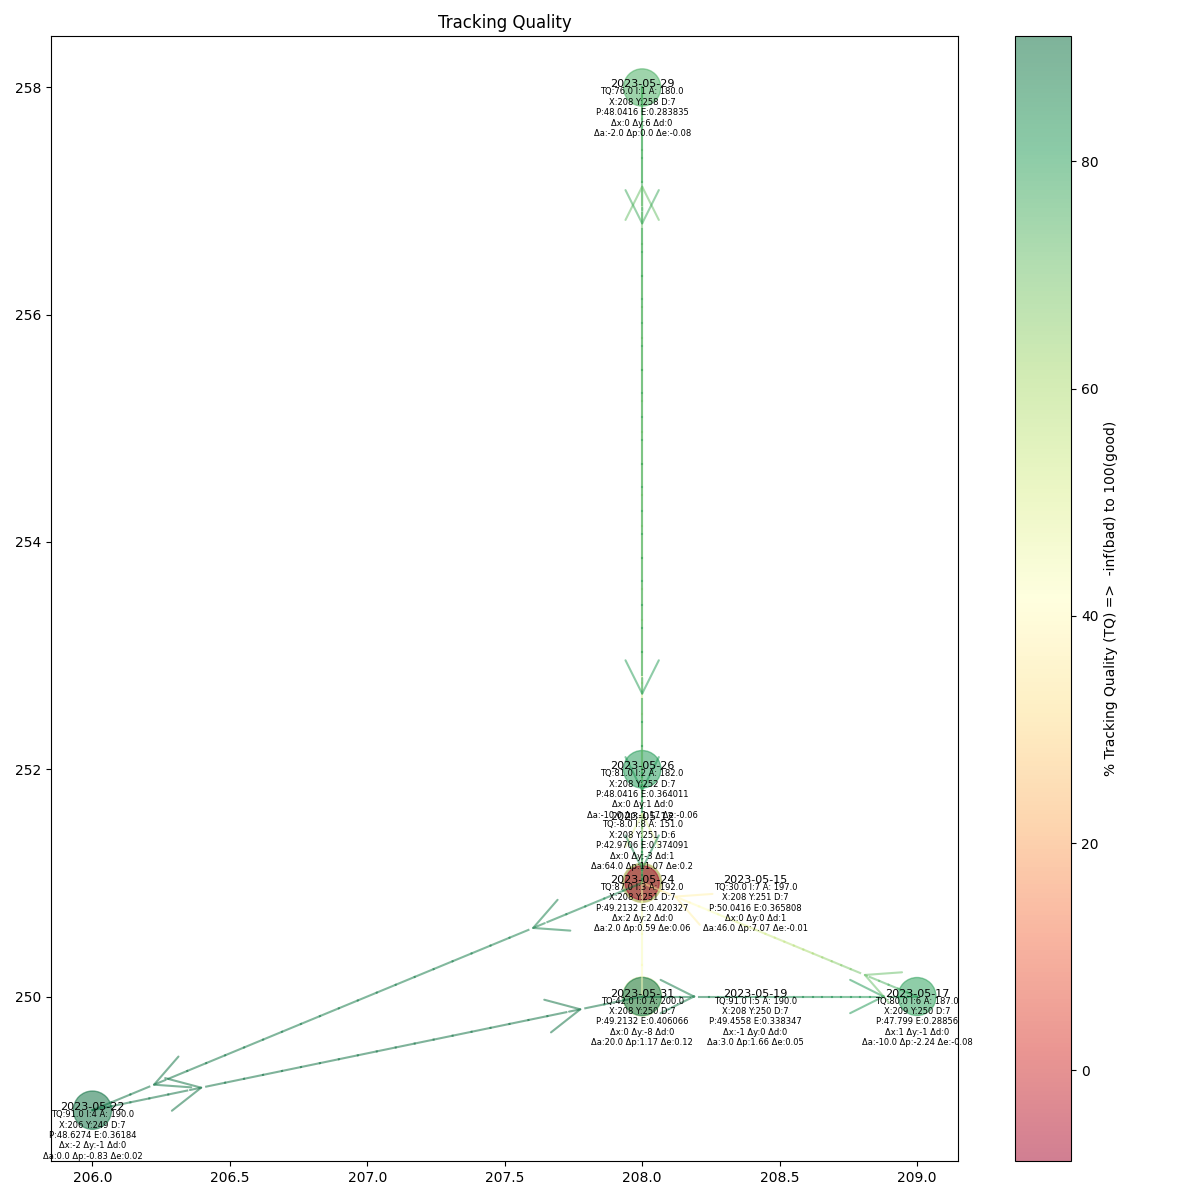 Tracking Quality
258
256
254
252
250
2023-05-29
TQ:76.0 I:1 A: 180.0
X:208 Y:258 D:7
P:48.0416 E:0.283835
Δx:0 Δy:6 Δd:0
Δa:-2.0 Δp:0.0 Δe:-0.08
2023-05-26
TQ:81.0 I:2 A: 182.0
X:208 Y:252 D:7
P:48.0416 E:0.364011
Δx:0 Δy:1 Δd:0
Δa:-10.0 Δp:-1.17 Δe:-0.06
TQ:-8.0 I:8 A: 151.0
X:208 Y:251 D:6
P:42.9706 E:0.374091
Δx:0 Δy:-3 Δd:1
Δa:64.0 Δp:11.07 Δe:0.2
2023-05-24
TQ:87.0 I:3 A: 192.0
X:208 Y:251 D:7
P:49.2132 E:0.420327
Δx:2 Δy:2 Δd:0
Δa:2.0 Δp:0.59 Δe:0.06
2023-05-15
TQ:30.0 I:7 A: 197.0
X:208 Y:251 D:7
P:50.0416 E:0.365808
Δx:0 Δy:0 Δd:1
Δa:46.0 Δp:7.07 Δe:-0.01
2023-05-31
TQ:42.0 I:0 A: 200.0
X:208 Y:250 D:7
P:49.2132 E:0.406066
Δx:0 Δy:-8 Δd:0
Δa:20.0 Δp:1.17 Δe:0.12
2023-05-19
TQ:91.0 I:5 A: 190.0
X:208 Y:250 D:7
P:49.4558 E:0.338347
Δx:-1 Δy:0 Δd:0
Δa:3.0 Δp:1.66 Δe:0.05
2023-05-17
TQ:80.0 I:6 A: 187.0
X:209 Y:250 D:7
P:47.799 E:0.28856
Δx:1 Δy:-1 Δd:0
Δa:-10.0 Δp:-2.24 Δe:-0.08
2023-05-22
TQ:91.0 I:4 A: 190.0
X:206 Y:249 D:7
P:48.6274 E:0.36184
Δx:-2 Δy:-1 Δd:0
Δa:0.0 Δp:-0.83 Δe:0.02
206.0
206.5
207.0
207.5
208.0
208.5
209.0
80
60
40
20
0
% Tracking Quality (TQ) => -inf(bad) to 100(good)